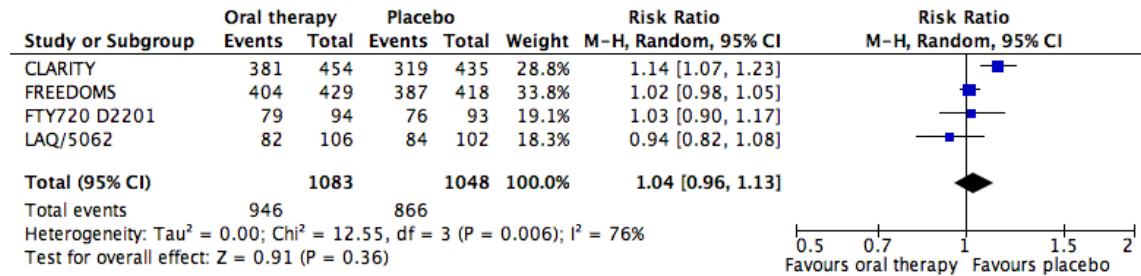 Oral therapy Placebo Risk Ratio Risk Ratio
Study or Subgroup Events Total Events Total Weight M-H, Random, 95% CI M-H, Random, 95% CI
CLARITY 381 454 319 435 28.8% 1.14 [1.07, 1.23]
FREEDOMS 404 429 387 418 33.8% 1.02 [0.98, 1.05]
FTY720 D2201 79 94 76 93 19.1% 1.03 [0.90, 1.17]
LAQ/5062 82 106 84 102 18.3% 0.94 [0.82, 1.08]
Total (95% CI) 1083 1048 100.0% 1.04 [0.96, 1.13]
Total events 946 866
Heterogeneity: Tau² = 0.00; Chi² = 12.55, df = 3 (P = 0.006); I² = 76%
Test for overall effect: Z = 0.91 (P = 0.36)
0.5 0.7 1 1.5 2
Favours oral therapy Favours placebo